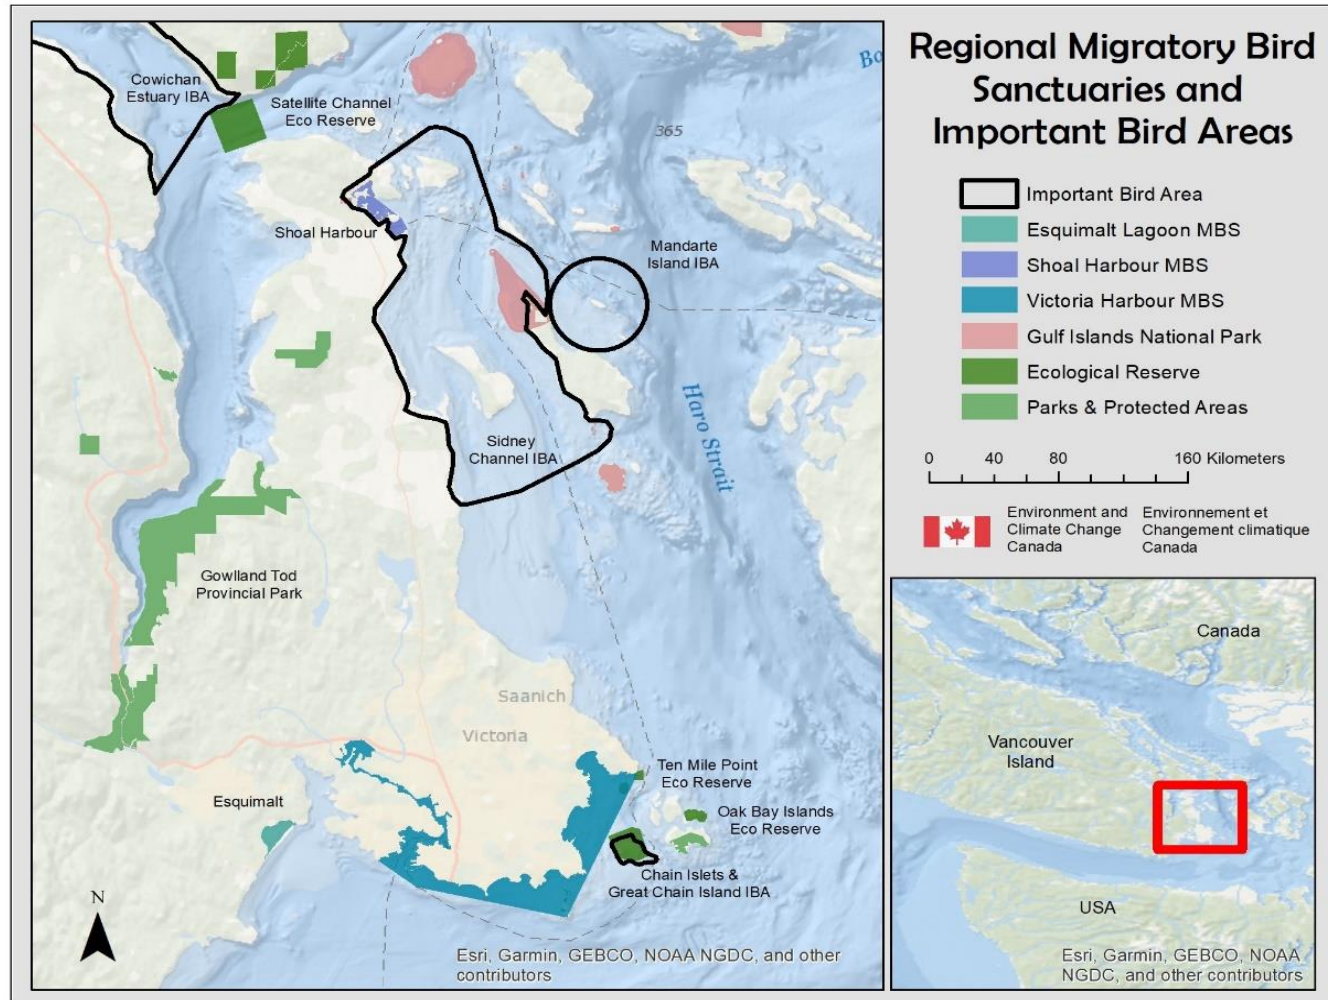 Regional Migratory Bird
Sanctuaries and
Important Bird Areas
Important Bird Area
Esquimalt Lagoon MBS
Shoal Harbour MBS
Victoria Harbour MBS
Gulf Islands National Park
Ecological Reserve
Parks & Protected Areas
0 40 80 160 Kilometers
Environment and
Climate Change
Canada
Environnement et
Changement climatique
Canada
Cowichan
Estuary IBA
Satellite Channel
Eco Reserve
365
Shoal Harbour
Mandarte
Island IBA
Haro Strait
Sidney
Channel IBA
Gowlland Tod
Provincial Park
Saanich
Victoria
Ten Mile Point
Eco Reserve
Esquimalt
Oak Bay Islands
Eco Reserve
Chain Islets &
Great Chain Island IBA
N
Esri, Garmin, GEBCO, NOAA NGDC, and other
contributors
Canada
Vancouver
Island
USA
Esri, Garmin, GEBCO, NOAA
NGDC, and other contributors